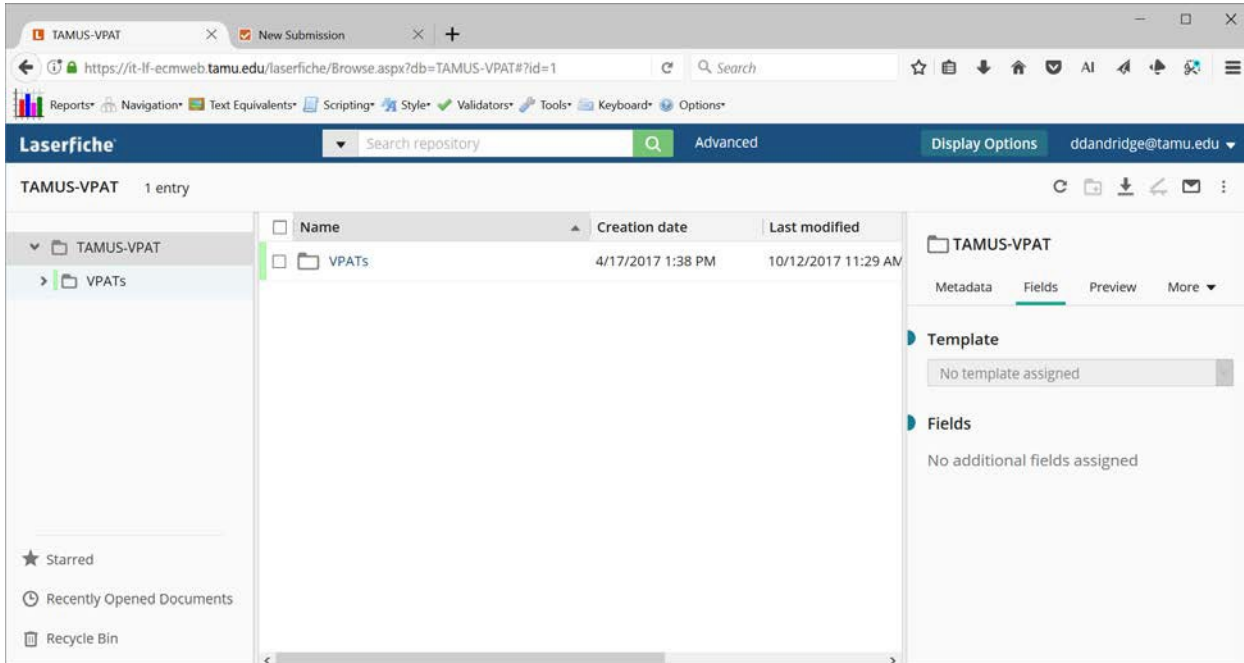 TAMUS-VPAT New Submission
https://it-lf-ecmweb.tamu.edu/laserfiche/Browse.aspx?db=TAMUS-VPAT#?id=1 Search AI
Reports Navigation Text Equivalents Scripting Style Validators Tools Keyboard Options
Laserfiche Search repository Advanced Display Options ddandridge@tamu.edu
TAMUS-VPAT 1 entry
TAMUS-VPAT
VPATs
Starred
Recently Opened Documents
Recycle Bin
Name Creation date Last modified
VPATs 4/17/2017 1:38 PM 10/12/2017 11:29 AM
TAMUS-VPAT
Metadata Fields Preview More
Template
No template assigned
Fields
No additional fields assigned